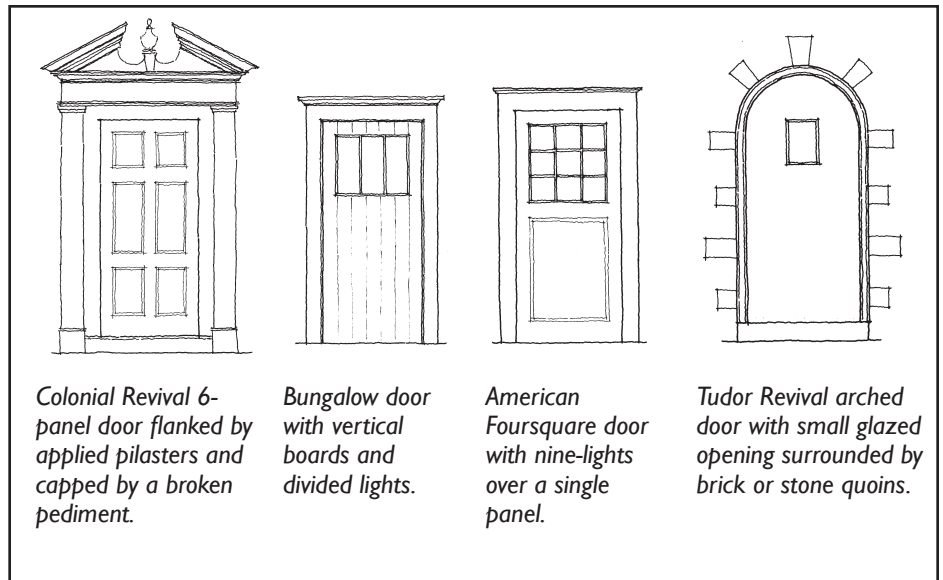 Colonial Revival 6-
panel door flanked by
applied pilasters and
capped by a broken
pediment.
Bungalow door
with vertical
boards and
divided lights.
American
Foursquare door
with nine-lights
over a single
panel.
Tudor Revival arched
door with small glazed
opening surrounded by
brick or stone quoins.